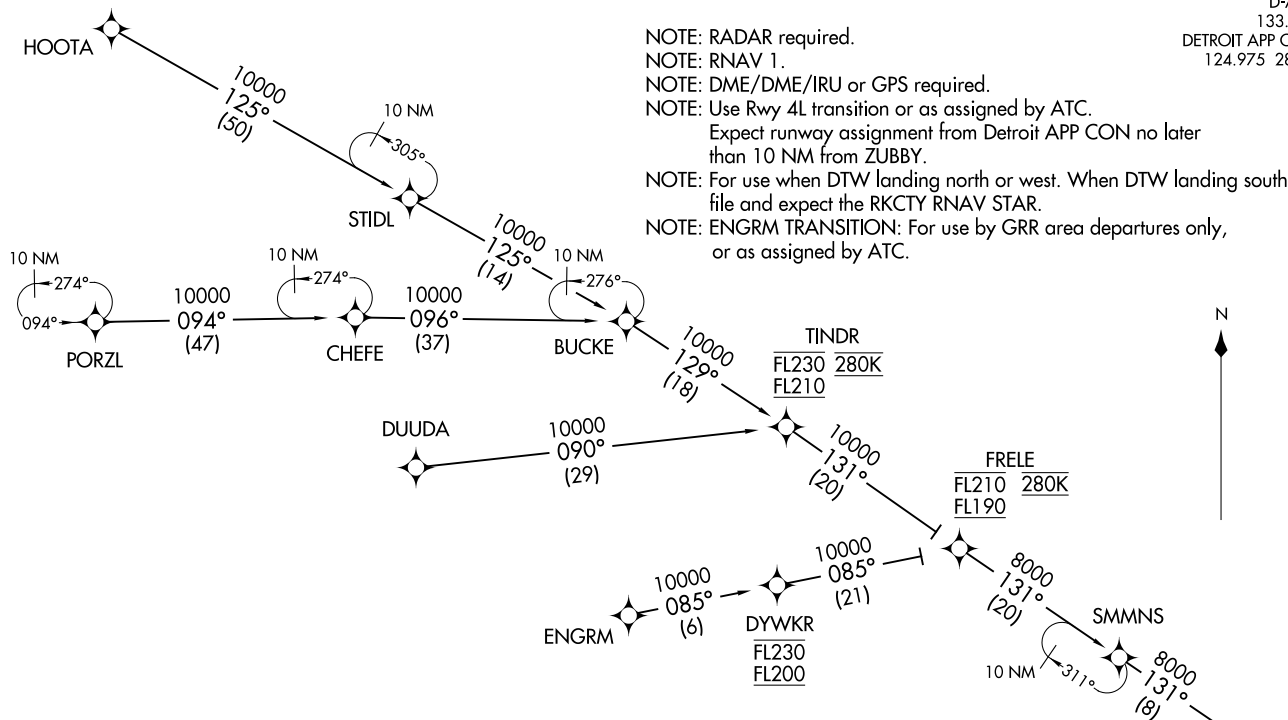 D-A
133.
DETROIT APP C
124.975 28
NOTE: RADAR required.
NOTE: RNAV 1.
NOTE: DME/DME/IRU or GPS required.
NOTE: Use Rwy 4L transition or as assigned by ATC.
Expect runway assignment from Detroit APP CON no later
than 10 NM from ZUBBY.
NOTE: For use when DTW landing north or west. When DTW landing south
file and expect the RKCTY RNAV STAR.
NOTE: ENGRM TRANSITION: For use by GRR area departures only,
or as assigned by ATC.
HOOTA
10000
125°
(50)
10 NM
305°
STIDL
10000
125°
(14)
10 NM
274°
094°
PORZL
10000
094°
(47)
10 NM
274°
CHEFE
10000
096°
(37)
10 NM
276°
BUCKE
10000
129°
(18)
TINDR
FL230 280K
FL210
DUUDA
10000
090°
(29)
10000
131°
(20)
FRELE
FL210 280K
FL190
N
ENGRM
10000
085°
(6)
DYWKR
FL230
FL200
10000
085°
(21)
8000
131°
(20)
SMMNS
10 NM
311°
8000
131°
(8)